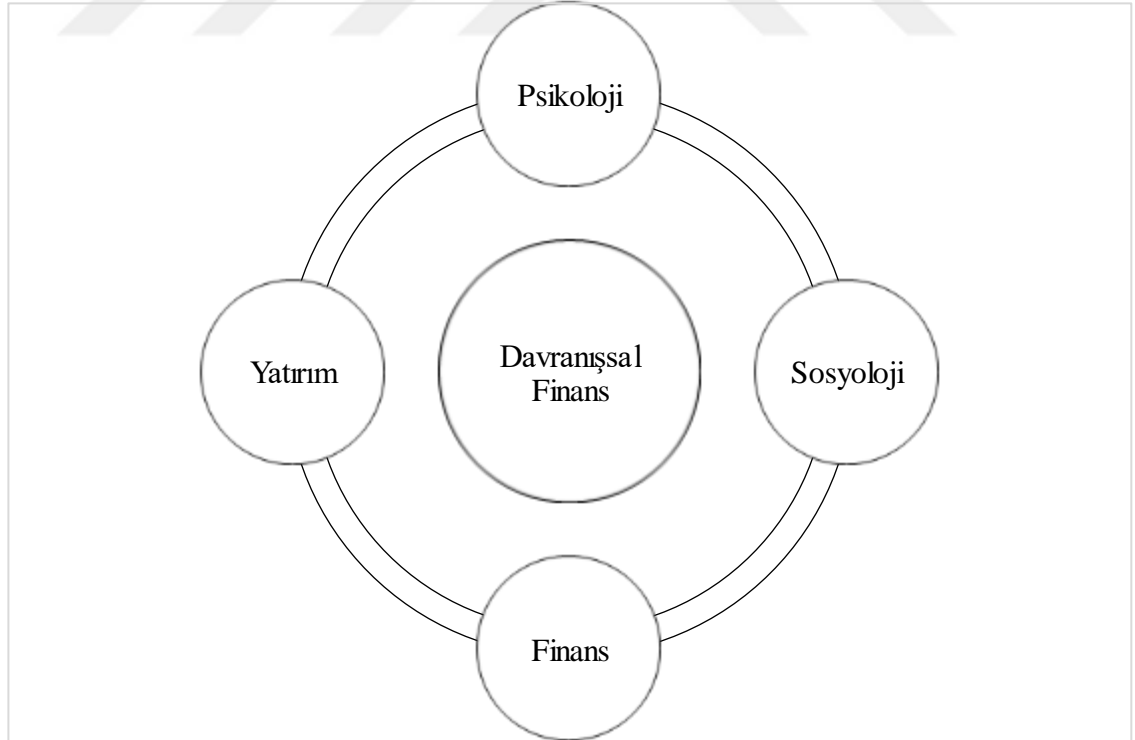 Psikoloji
Yatırım
Davranışsal
Finans
Sosyoloji
Finans